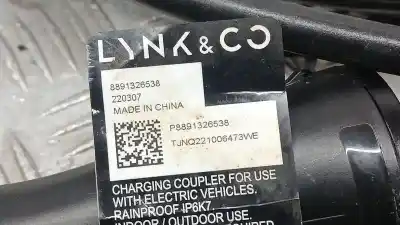 LYNK & CO
8891326538
220307
MADE IN CHINA
P8891326538
TJNQ221006473WE
CHARGING COUPLER FOR USE
WITH ELECTRIC VEHICLES.
RAINPROOF IP6K7.
INDOOR / OUTDOOR USE.